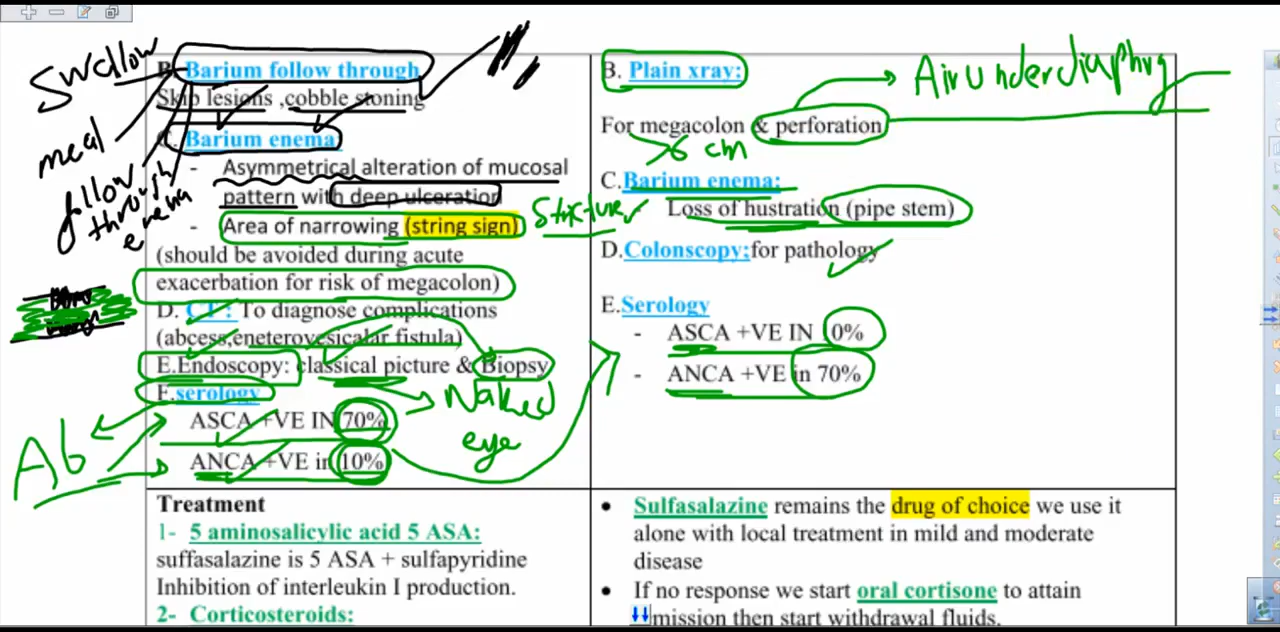 Swallow
meal
follow
through
enema
Barium follow through
Skip lesions ,cobble stoning
C. Barium enema
- Asymmetrical alteration of mucosal
pattern with deep ulceration
- Area of narrowing (string sign)
Stricture
(should be avoided during acute
exacerbation for risk of megacolon)
D. CT : To diagnose complications
(abcess,eneterovesicalar fistula)
E.Endoscopy: classical picture & Biopsy
Naked
eye
F.serology
Ab
ASCA +VE IN 70%
ANCA +VE in 10%
Treatment
1- 5 aminosalicylic acid 5 ASA:
suffasalazine is 5 ASA + sulfapyridine
Inhibition of interleukin I production.
2- Corticosteroids:
B. Plain xray:
Air under diaphrg
For megacolon & perforation
>6 cm
C.Barium enema:
Loss of hustration (pipe stem)
D.Colonscopy:for pathology
E.Serology
- ASCA +VE IN 0%
- ANCA +VE in 70%
• Sulfasalazine remains the drug of choice we use it
alone with local treatment in mild and moderate
disease
• If no response we start oral cortisone to attain
mission then start withdrawal fluids.